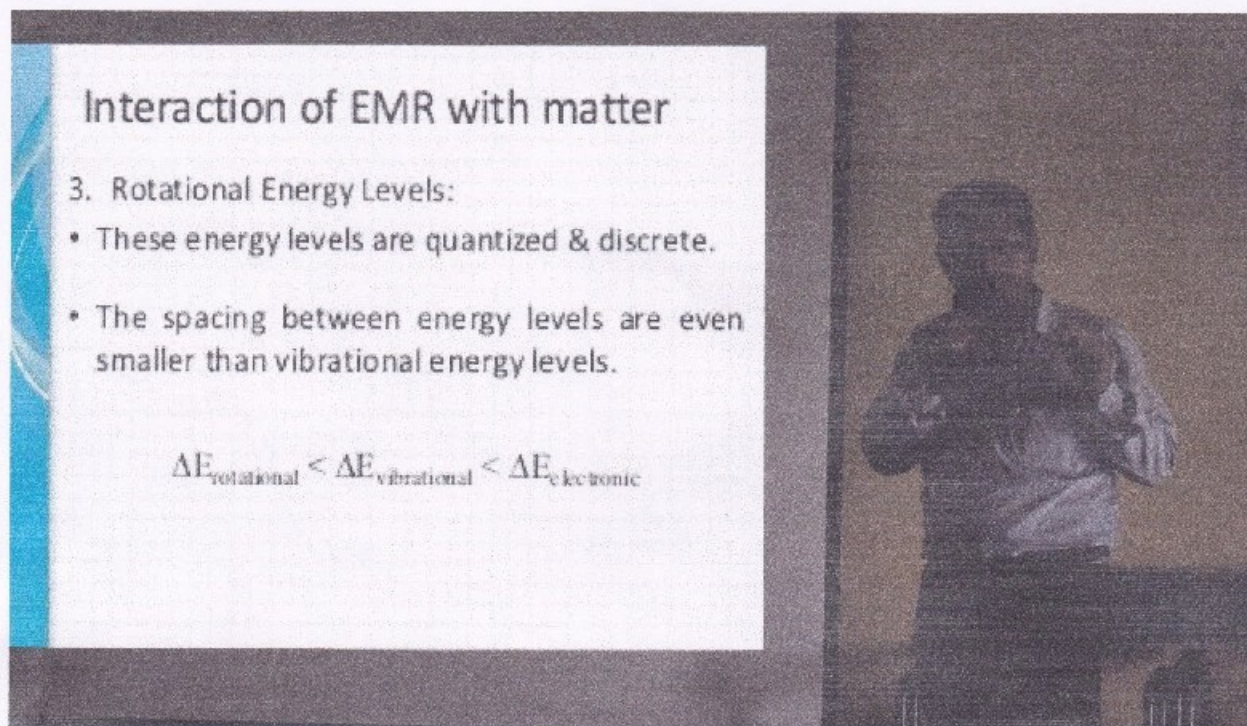 Interaction of EMR with matter
3. Rotational Energy Levels:
• These energy levels are quantized & discrete.
• The spacing between energy levels are even
smaller than vibrational energy levels.
ΔE_rotational < ΔE_vibrational < ΔE_electronic